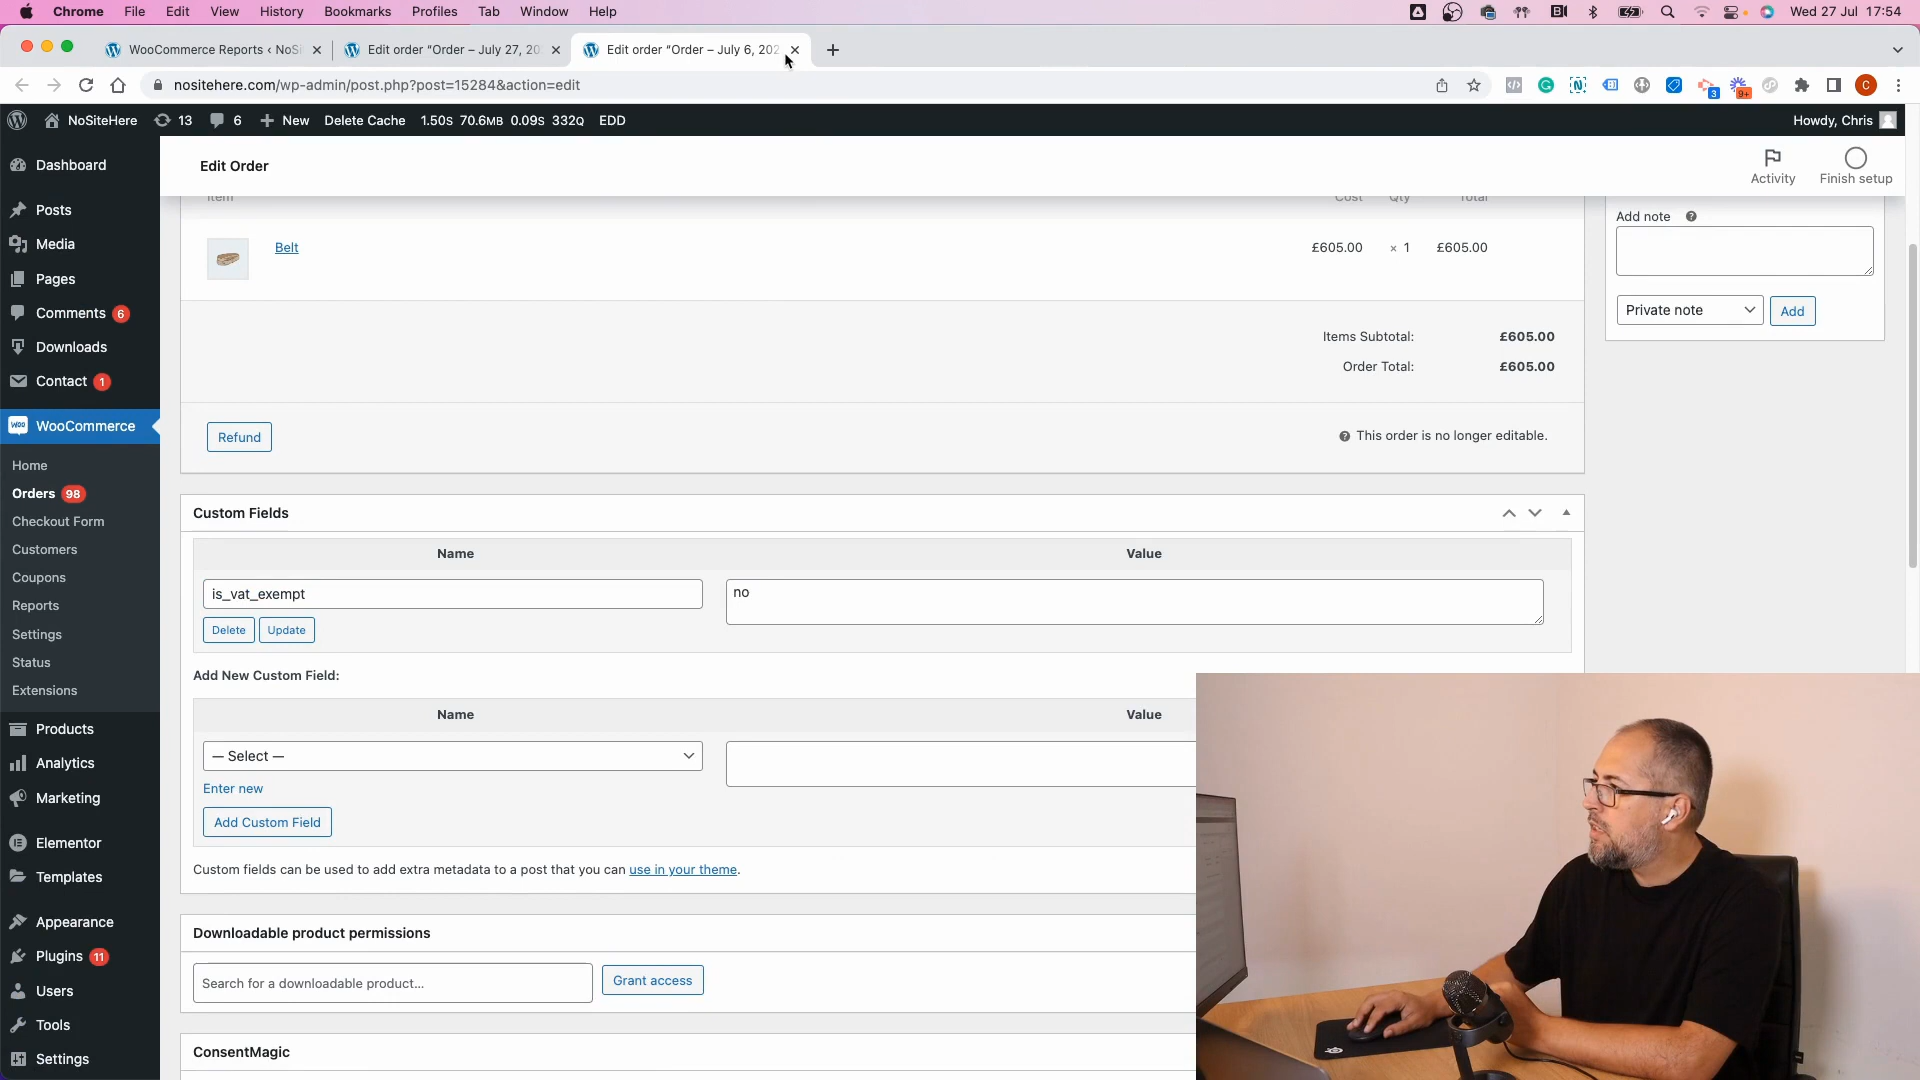 Chrome File Edit View History Bookmarks Profiles Tab Window Help Wed 27 Jul 17:54
WooCommerce Reports ‹ NoSi
Edit order "Order – July 27, 20
Edit order "Order – July 6, 202
nositehere.com/wp-admin/post.php?post=15284&action=edit
3
9+
C
NoSiteHere 13 6 New Delete Cache 1.50S 70.6MB 0.09S 332Q EDD Howdy, Chris
Dashboard
Posts
Media
Pages
Comments 6
Downloads
Contact 1
WooCommerce
Home
Orders 98
Checkout Form
Customers
Coupons
Reports
Settings
Status
Extensions
Products
Analytics
Marketing
Elementor
Templates
Appearance
Plugins 11
Users
Tools
Settings
Edit Order
Activity
Finish setup
Item Cost Qty Total
Belt £605.00 × 1 £605.00
Items Subtotal: £605.00
Order Total: £605.00
Refund
This order is no longer editable.
Add note
Private note
Add
Custom Fields
Name Value
is_vat_exempt no
Delete Update
Add New Custom Field:
Name Value
— Select —
Enter new
Add Custom Field
Custom fields can be used to add extra metadata to a post that you can use in your theme.
Downloadable product permissions
Search for a downloadable product...
Grant access
ConsentMagic